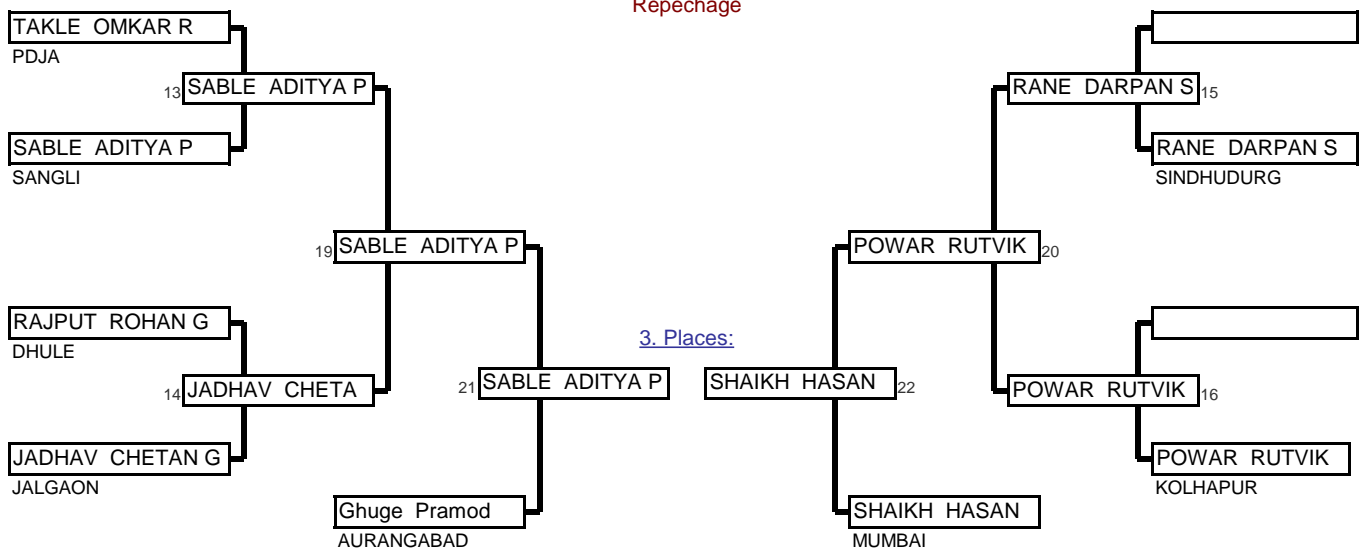 Repechage
TAKLE OMKAR R
PDJA
13 SABLE ADITYA P
RANE DARPAN S 15
SABLE ADITYA P
SANGLI
RANE DARPAN S
SINDHUDURG
19 SABLE ADITYA P
POWAR RUTVIK 20
RAJPUT ROHAN G
DHULE
3. Places:
14 JADHAV CHETA
21 SABLE ADITYA P
SHAIKH HASAN 22
POWAR RUTVIK 16
JADHAV CHETAN G
JALGAON
POWAR RUTVIK
KOLHAPUR
Ghuge Pramod
AURANGABAD
SHAIKH HASAN
MUMBAI